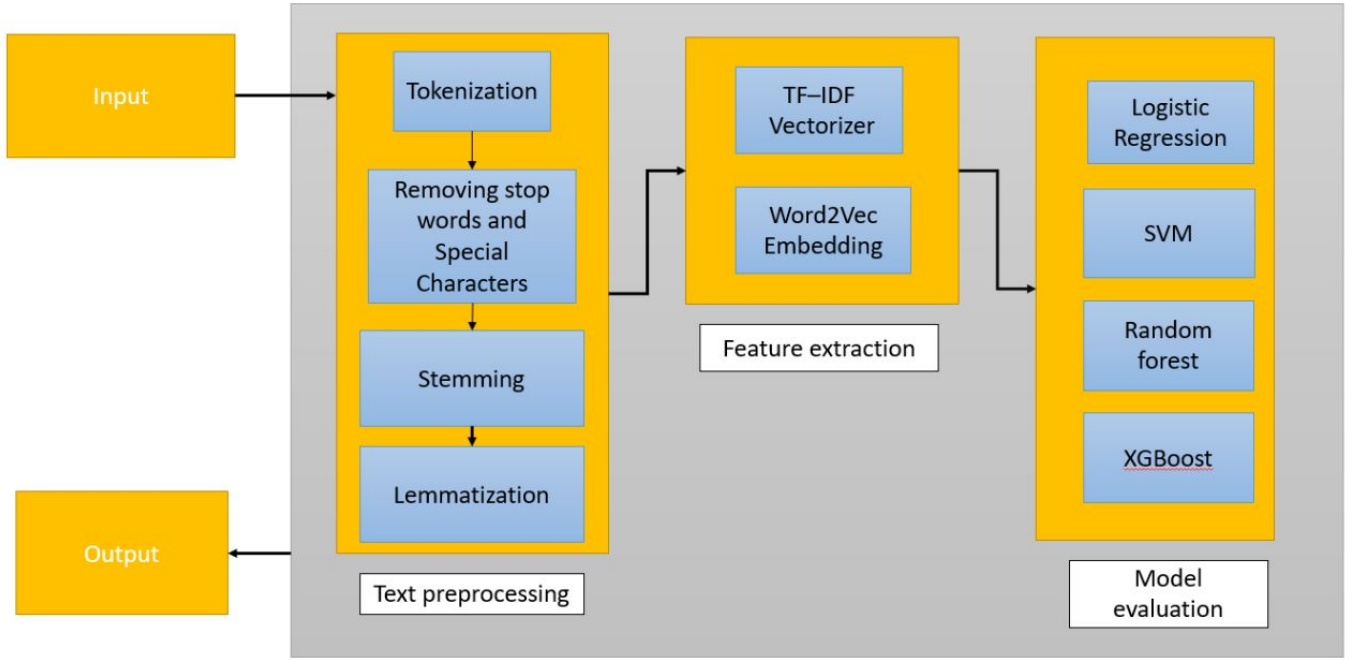 Input
Tokenization
Removing stop
words and
Special
Characters
Stemming
Lemmatization
Text preprocessing
TF–IDF
Vectorizer
Word2Vec
Embedding
Feature extraction
Logistic
Regression
SVM
Random
forest
XGBoost
Model
evaluation
Output